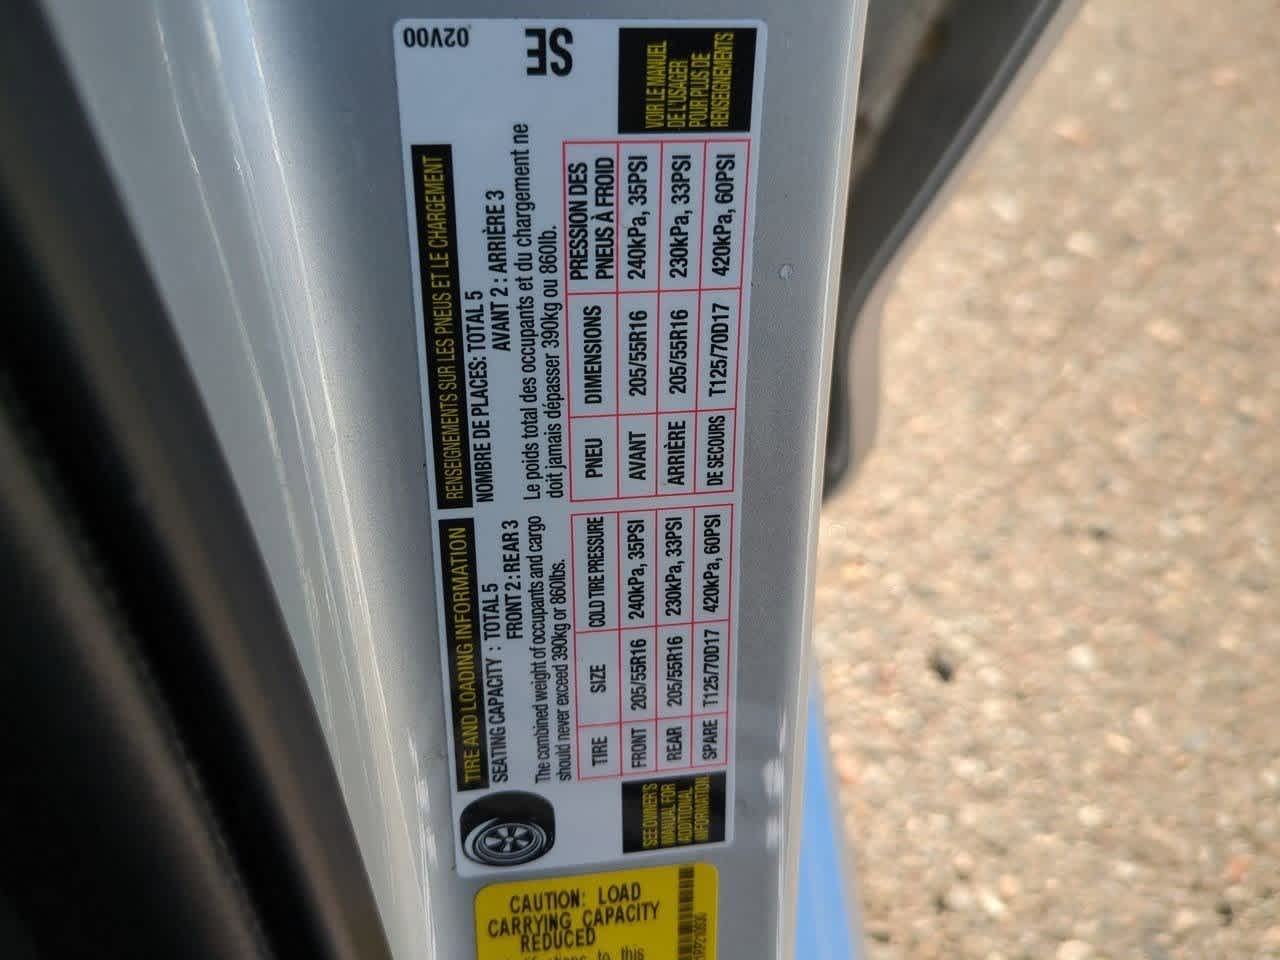 TIRE AND LOADING INFORMATION
SEATING CAPACITY : TOTAL 5
FRONT 2 : REAR 3
The combined weight of occupants and cargo
should never exceed 390kg or 860lbs.
TIRE SIZE COLD TIRE PRESSURE
FRONT 205/55R16 240kPa, 35PSI
REAR 205/55R16 230kPa, 33PSI
SPARE T125/70D17 420kPa, 60PSI
SEE OWNER'S
MANUAL FOR
ADDITIONAL
INFORMATION
RENSEIGNEMENTS SUR LES PNEUS ET LE CHARGEMENT
NOMBRE DE PLACES: TOTAL 5
AVANT 2 : ARRIÈRE 3
Le poids total des occupants et du chargement ne
doit jamais dépasser 390kg ou 860lb.
PNEU DIMENSIONS PRESSION DES
PNEUS À FROID
AVANT 205/55R16 240kPa, 35PSI
ARRIÈRE 205/55R16 230kPa, 33PSI
DE SECOURS T125/70D17 420kPa, 60PSI
02V00
SE
VOIR LE MANUEL
DE L'USAGER
POUR PLUS DE
RENSEIGNEMENTS
CAUTION: LOAD
CARRYING CAPACITY
REDUCED
to this